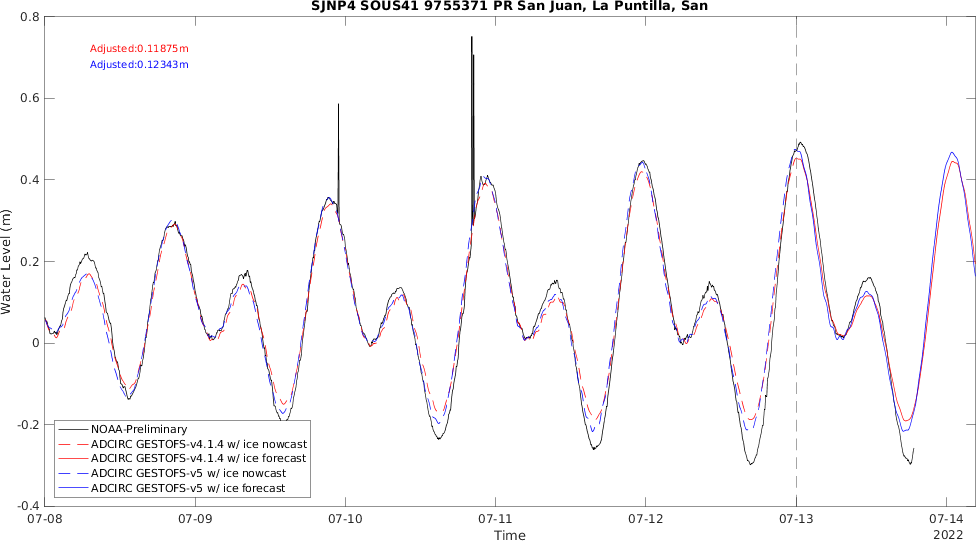 SJNP4 SOUS41 9755371 PR San Juan, La Puntilla, San
Adjusted:0.11875m
Adjusted:0.12343m
Water Level (m)
0.8
0.6
0.4
0.2
0
-0.2
-0.4
NOAA-Preliminary
ADCIRC GESTOFS-v4.1.4 w/ ice nowcast
ADCIRC GESTOFS-v4.1.4 w/ ice forecast
ADCIRC GESTOFS-v5 w/ ice nowcast
ADCIRC GESTOFS-v5 w/ ice forecast
07-08 07-09 07-10 07-11 07-12 07-13 07-14
Time
2022